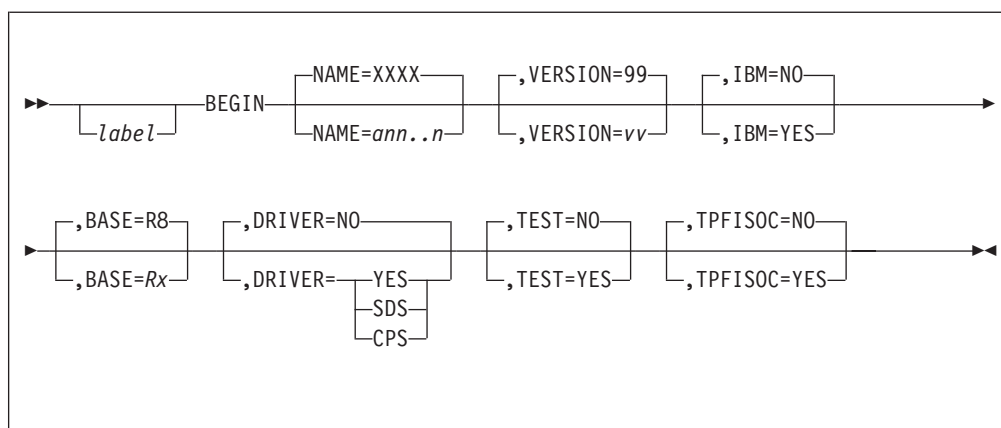 NAME=XXXX ,VERSION=99 ,IBM=NO
BEGIN
label NAME=ann..n ,VERSION=vv ,IBM=YES
,BASE=R8 ,DRIVER=NO ,TEST=NO ,TPFISOC=NO
,BASE=Rx ,DRIVER= YES ,TEST=YES ,TPFISOC=YES
SDS
CPS